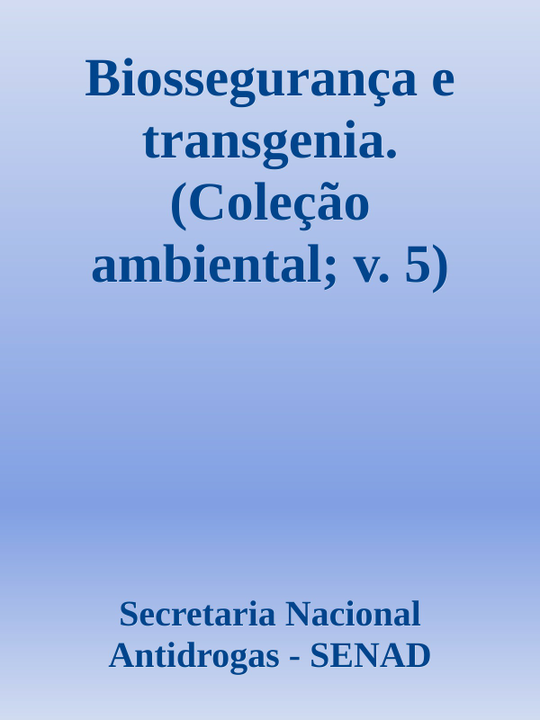 Biossegurança e
transgenia.
(Coleção
ambiental; v. 5)
Secretaria Nacional
Antidrogas - SENAD